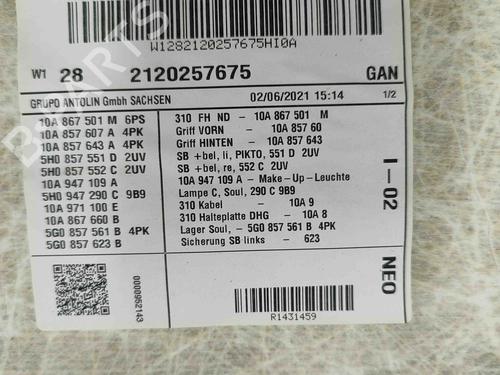 W1282120257675HI0A
W1 28 2120257675 GAN
GRUPO ANTOLIN GmbH SACHSEN 02/06/2021 15:14 1/2
10A 867 501 M 6PS
10A 857 607 A 4PK
10A 857 643 A 4PK
5H0 857 551 D 2UV
5H0 857 552 C 2UV
10A 947 109 A
5H0 947 290 C 9B9
10A 971 100 E
10A 867 660 B
5G0 857 561 B 4PK
5G0 857 623 B
310 FH ND - 10A 867 501 M
Griff VORN - 10A 857 60
Griff HINTEN - 10A 857 643
SB +bel, li, PIKTO, 551 D 2UV
SB +bel, re, 552 C 2UV
10A 947 109 A - Make-Up-Leuchte
Lampe C, Soul, 290 C 9B9
310 Kabel - 10A 9
310 Halteplatte DHG - 10A 8
Lager Soul, - 5G0 857 561 B 4PK
Sicherung SB links - 623
I-02
NEO
0000952143
R1431459